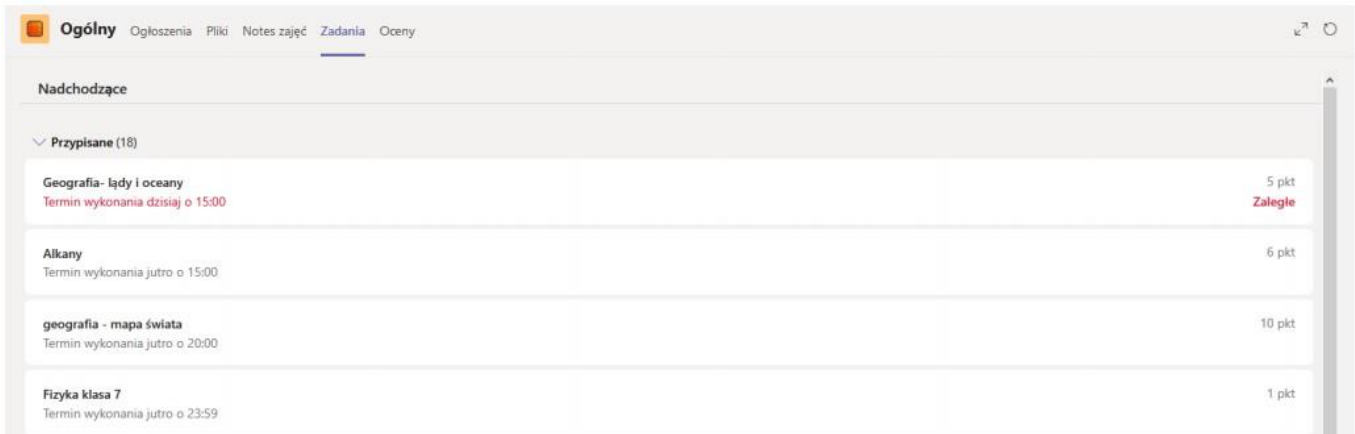 Ogólny Ogłoszenia Pliki Notes zajęć Zadania Oceny
Nadchodzące
Przypisane (18)
Geografia- lądy i oceany 5 pkt
Termin wykonania dzisiaj o 15:00 Zaległe
Alkany 6 pkt
Termin wykonania jutro o 15:00
geografia - mapa świata 10 pkt
Termin wykonania jutro o 20:00
Fizyka klasa 7 1 pkt
Termin wykonania jutro o 23:59